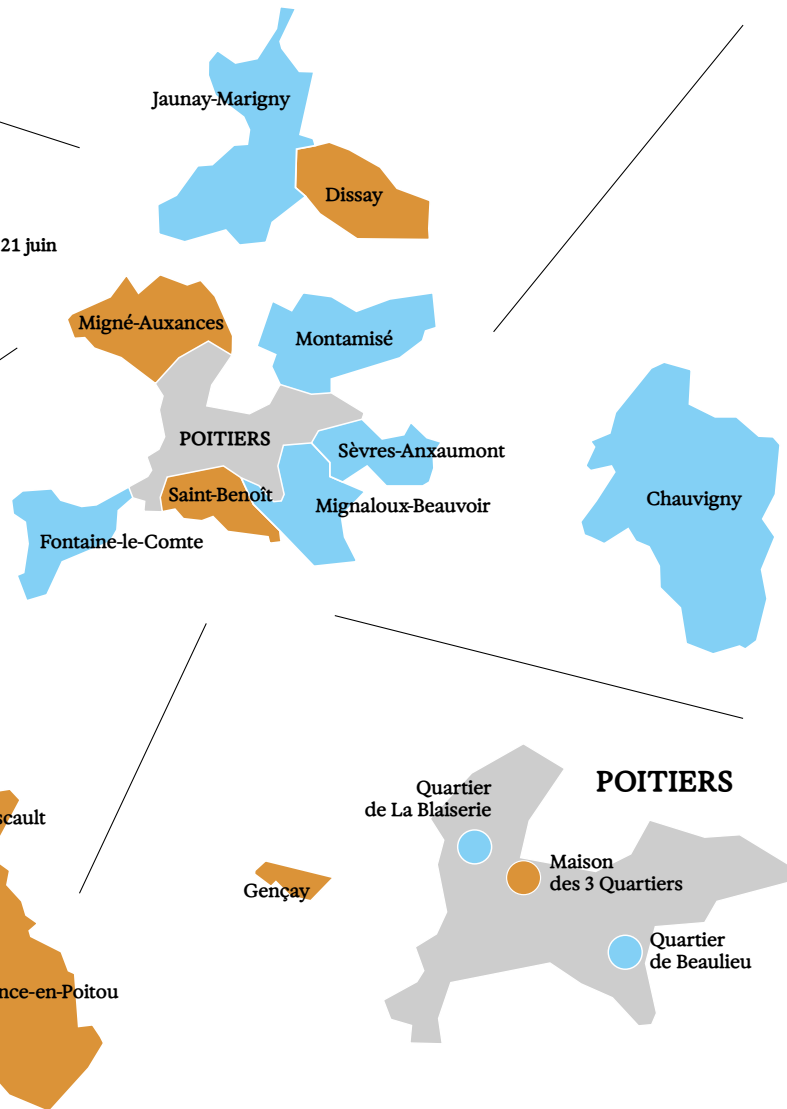 Jaunay-Marigny
Dissay
21 juin
Migné-Auxances
Montamisé
POITIERS
Sèvres-Anxaumont
Saint-Benoît
Mignaloux-Beauvoir
Chauvigny
Fontaine-le-Comte
POITIERS
Quartier
de La Blaiserie
scault
Maison
des 3 Quartiers
Gençay
Quartier
de Beaulieu
nce-en-Poitou